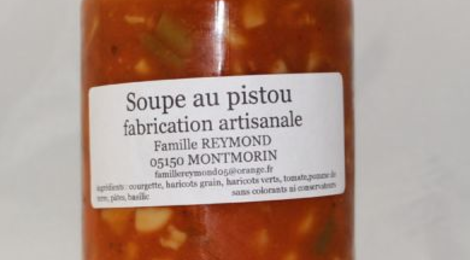 Soupe au pistou
fabrication artisanale
Famille REYMOND
05150 MONTMORIN
famillereymond05@orange.fr
ingrédients : courgette, haricots grain, haricots verts, tomate,pomme de
terre, pâtes, basilic sans colorants ni conservateurs